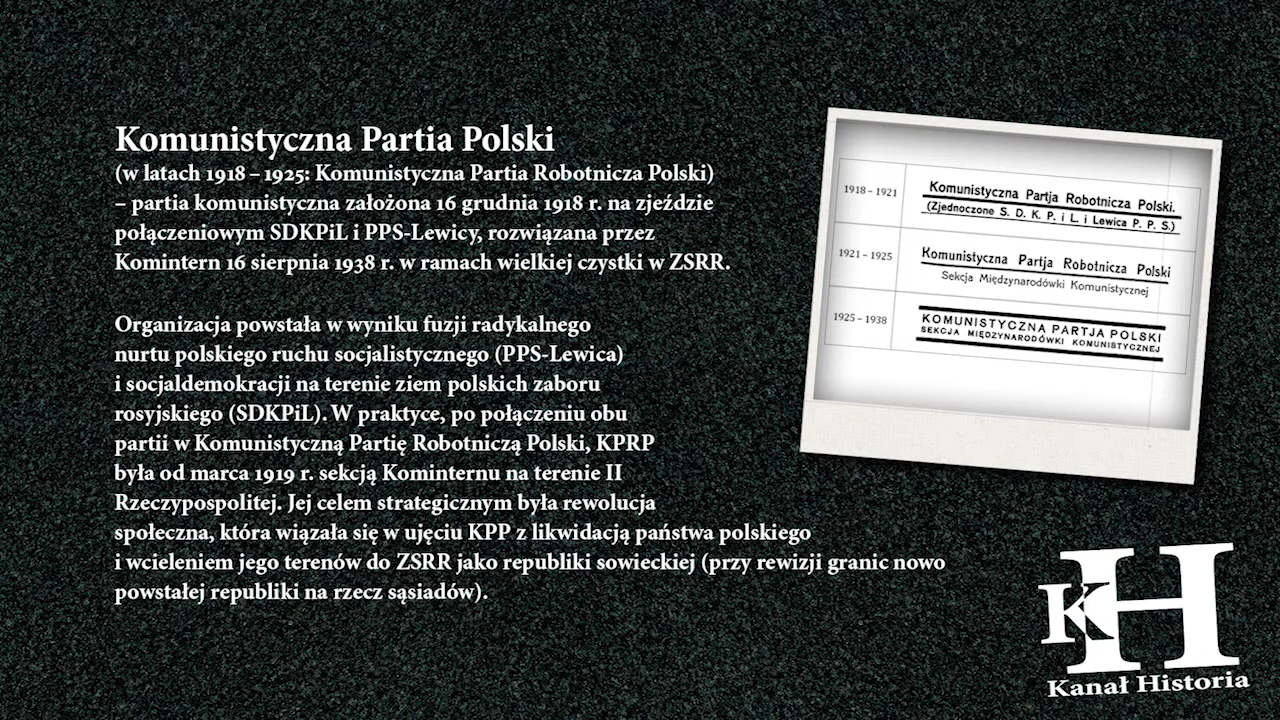 Komunistyczna Partia Polski
(w latach 1918 – 1925: Komunistyczna Partia Robotnicza Polski)
– partia komunistyczna założona 16 grudnia 1918 r. na zjeździe
połączeniowym SDKPiL i PPS-Lewicy, rozwiązana przez
Komintern 16 sierpnia 1938 r. w ramach wielkiej czystki w ZSRR.
Organizacja powstała w wyniku fuzji radykalnego
nurtu polskiego ruchu socjalistycznego (PPS-Lewica)
i socjaldemokracji na terenie ziem polskich zaboru
rosyjskiego (SDKPiL). W praktyce, po połączeniu obu
partii w Komunistyczną Partię Robotniczą Polski, KPRP
była od marca 1919 r. sekcją Kominternu na terenie II
Rzeczypospolitej. Jej celem strategicznym była rewolucja
społeczna, która wiązała się w ujęciu KPP z likwidacją państwa polskiego
i wcieleniem jego terenów do ZSRR jako republiki sowieckiej (przy rewizji granic nowo
powstałej republiki na rzecz sąsiadów).
1918 – 1921
Komunistyczna Partja Robotnicza Polski.
(Zjednoczone S. D. K. P. i L. i Lewica P. P. S.)
1921 – 1925
Komunistyczna Partja Robotnicza Polski
Sekcja Międzynarodówki Komunistycznej
1925 – 1938
KOMUNISTYCZNA PARTJA POLSKI
SEKCJA MIĘDZYNARODÓWKI KOMUNISTYCZNEJ
KH
Kanał Historia